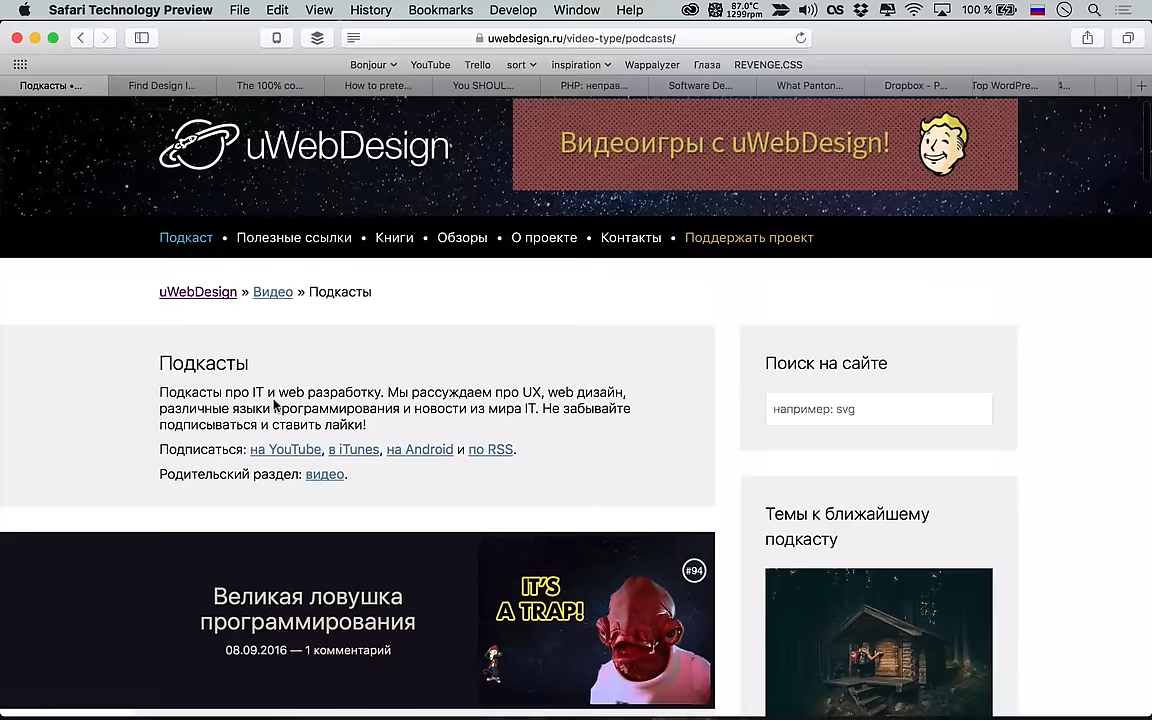 Safari Technology Preview File Edit View History Bookmarks Develop Window Help 87.0°C 1299rpm 100 %
uwebdesign.ru/video-type/podcasts/
Bonjour YouTube Trello sort inspiration Wappalyzer Глаза REVENGE.CSS
Подкасты •... Find Design I... The 100% co... How to prete... You SHOUL... PHP: неправ... Software De... What Panton... Dropbox - P... Top WordPre... 4...
uWebDesign
Видеоигры с uWebDesign!
Подкаст • Полезные ссылки • Книги • Обзоры • О проекте • Контакты • Поддержать проект
uWebDesign » Видео » Подкасты
Подкасты
Подкасты про IT и web разработку. Мы рассуждаем про UX, web дизайн,
различные языки программирования и новости из мира IT. Не забывайте
подписываться и ставить лайки!
Подписаться: на YouTube, в iTunes, на Android и по RSS.
Родительский раздел: видео.
Поиск на сайте
например: svg
Темы к ближайшему
подкасту
Великая ловушка
программирования
08.09.2016 — 1 комментарий
IT'S
A TRAP!
#94